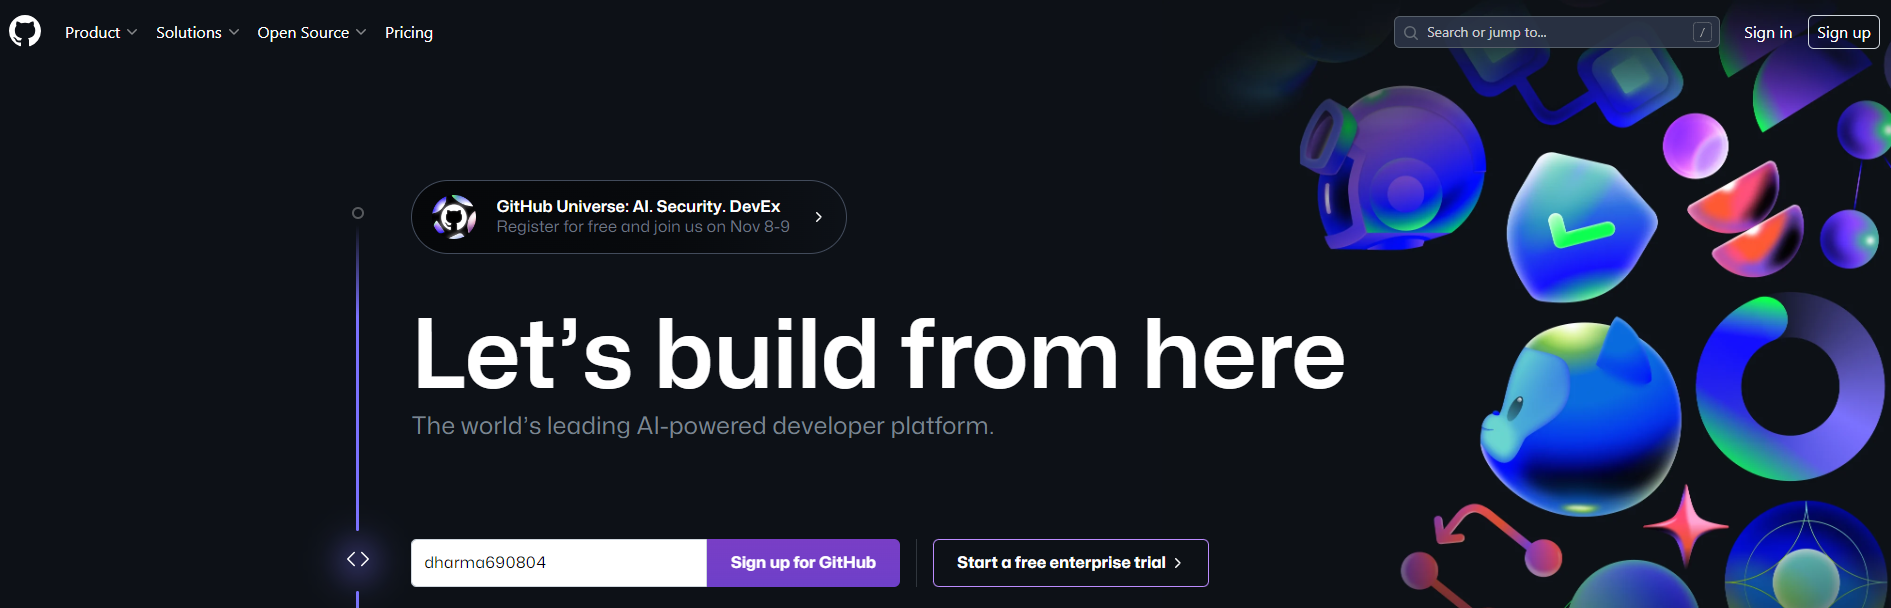 Product
Solutions
Open Source
Pricing
Search or jump to...
/
Sign in
Sign up
GitHub Universe: AI. Security. DevEx
Register for free and join us on Nov 8-9
Let’s build from here
The world’s leading AI-powered developer platform.
dharma690804
Sign up for GitHub
Start a free enterprise trial